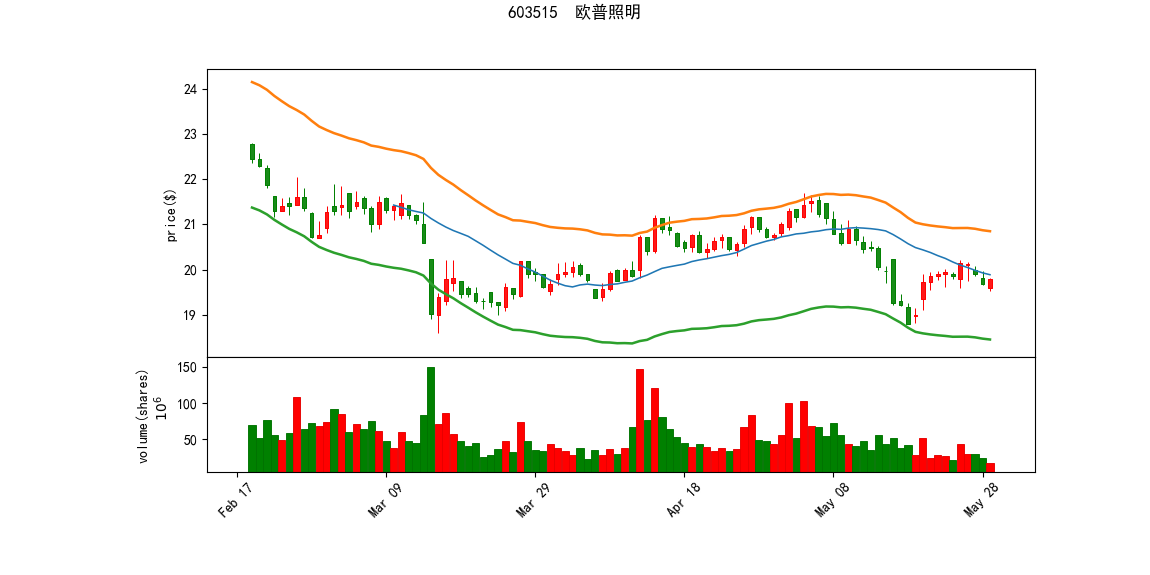 603515 欧普照明
price($)
24
23
22
21
20
19
volume(shares)
10^6
150
100
50
Feb 17
Mar 09
Mar 29
Apr 18
May 08
May 28